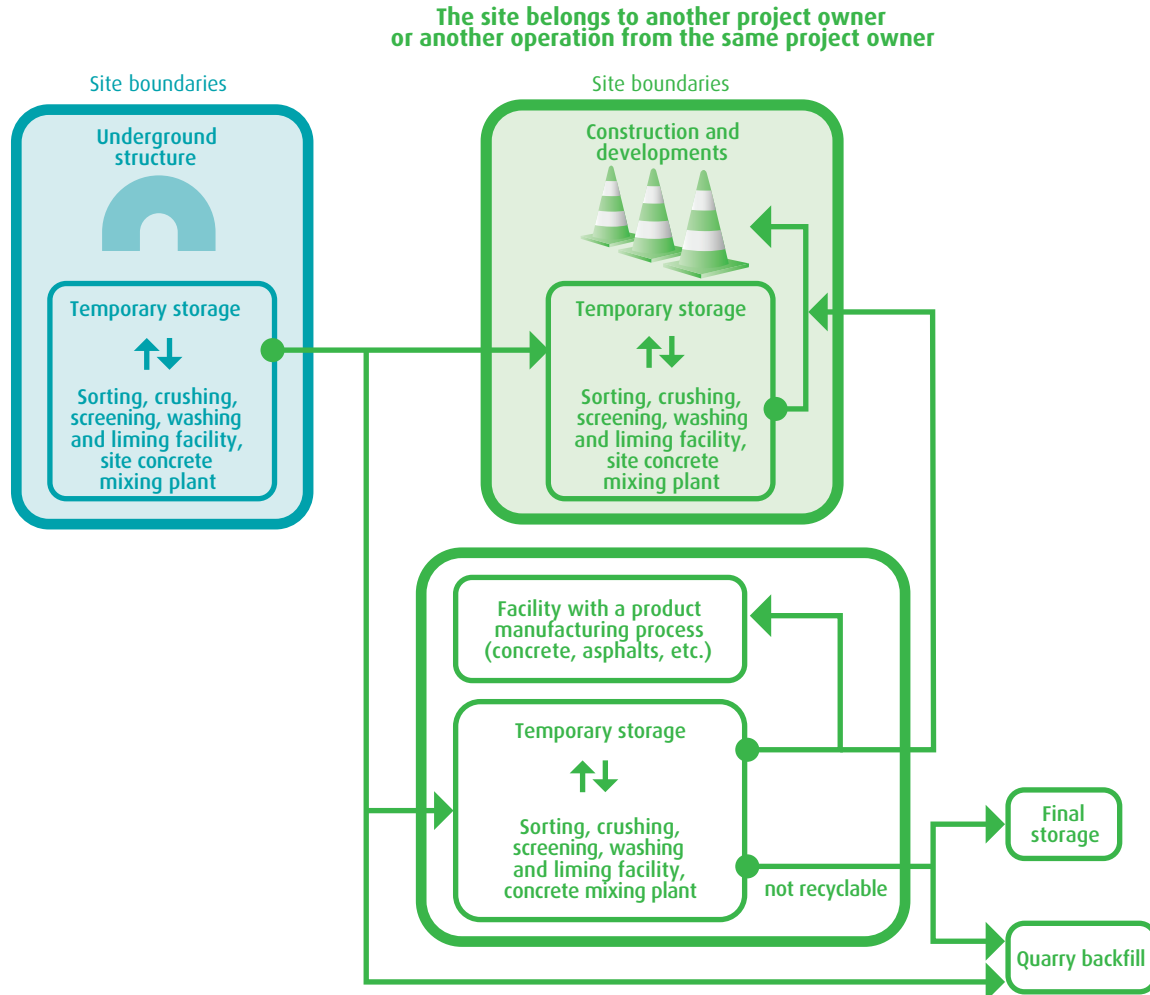 The site belongs to another project owner
or another operation from the same project owner
Site boundaries
Underground
structure
Temporary storage
Sorting, crushing,
screening, washing
and liming facility,
site concrete
mixing plant
Site boundaries
Construction and
developments
Temporary storage
Sorting, crushing,
screening, washing
and liming facility,
site concrete
mixing plant
Facility with a product
manufacturing process
(concrete, asphalts, etc.)
Temporary storage
Sorting, crushing,
screening, washing
and liming facility,
concrete mixing plant
not recyclable
Final
storage
Quarry backfill